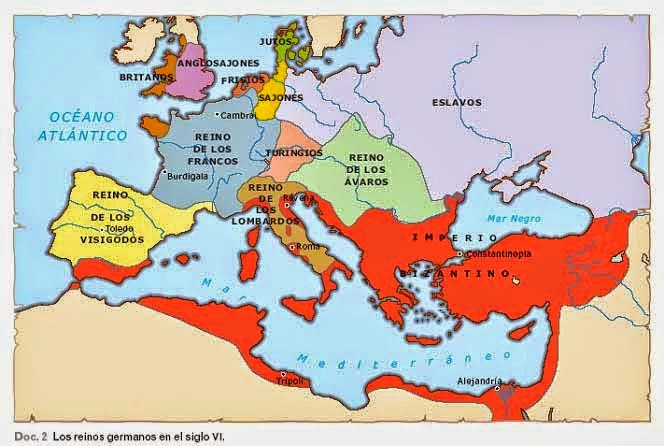 JUTOS
ANGLOSAJONES
BRITANOS
FRISIOS
SAJONES
ESLAVOS
OCÉANO
ATLÁNTICO
Cambrai
REINO
DE LOS
FRANCOS
TURINGIOS
REINO
DE LOS
ÁVAROS
Burdigala
REINO
DE LOS
VISIGODOS
Toledo
REINO
DE
LOS
LOMBARDOS
Rávena
Roma
Mar Negro
IMPERIO
BIZANTINO
Constantinopla
Mar
Mediterráneo
Trípoli
Alejandría
Doc. 2 Los reinos germanos en el siglo VI.